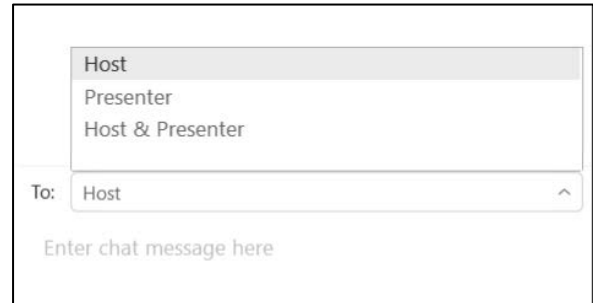 Host
Presenter
Host & Presenter
To: Host
Enter chat message here